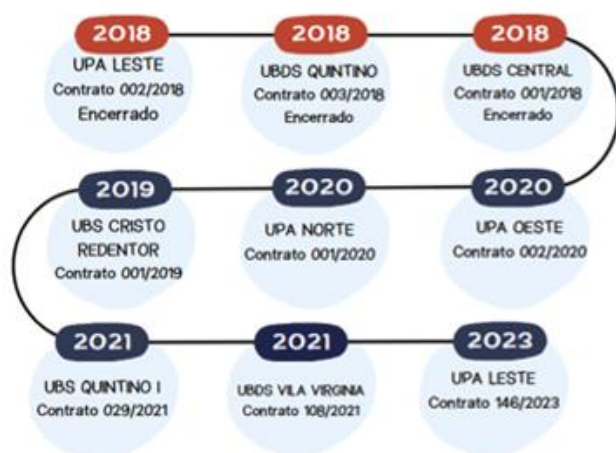 2018
UPA LESTE
Contrato 002/2018
Encerrado
2018
UBDS QUINTINO
Contrato 003/2018
Encerrado
2018
UBDS CENTRAL
Contrato 001/2018
Encerrado
2019
UBS CRISTO
REDENTOR
Contrato 001/2019
2020
UPA NORTE
Contrato 001/2020
2020
UPA OESTE
Contrato 002/2020
2021
UBS QUINTINO I
Contrato 029/2021
2021
UBDS VILA VIRGINIA
Contrato 108/2021
2023
UPA LESTE
Contrato 146/2023